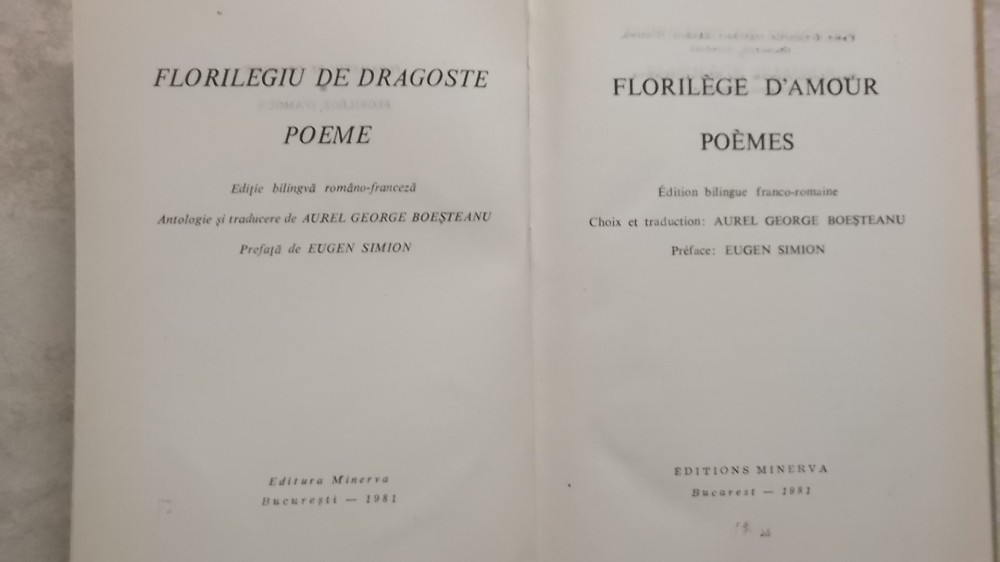 FLORILEGIU DE DRAGOSTE
POEME
Ediție bilingvă româno-franceză
Antologie și traducere de AUREL GEORGE BOEȘTEANU
Prefață de EUGEN SIMION
Editura Minerva
București — 1981
FLORILÈGE D'AMOUR
POÈMES
Édition bilingue franco-romaine
Choix et traduction: AUREL GEORGE BOEȘTEANU
Préface: EUGEN SIMION
EDITIONS MINERVA
Bucarest — 1981